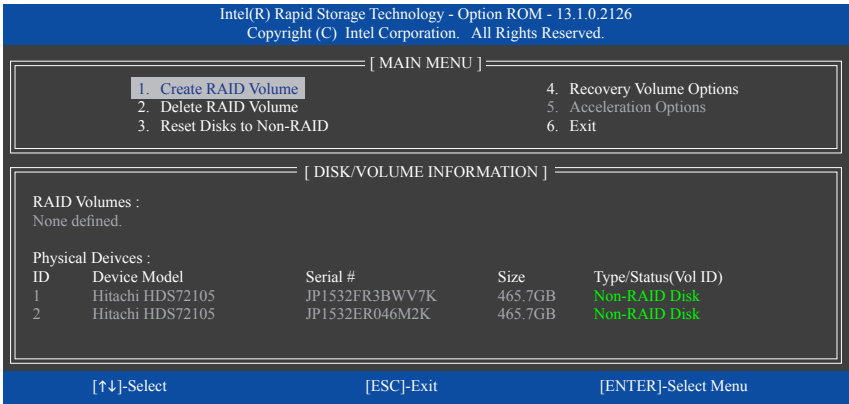 Intel(R) Rapid Storage Technology - Option ROM - 13.1.0.2126
Copyright (C) Intel Corporation. All Rights Reserved.
[ MAIN MENU ]
1. Create RAID Volume
2. Delete RAID Volume
3. Reset Disks to Non-RAID
4. Recovery Volume Options
5. Acceleration Options
6. Exit
[ DISK/VOLUME INFORMATION ]
RAID Volumes :
None defined.
Physical Deivces :
ID Device Model Serial # Size Type/Status(Vol ID)
1 Hitachi HDS72105 JP1532FR3BWV7K 465.7GB Non-RAID Disk
2 Hitachi HDS72105 JP1532ER046M2K 465.7GB Non-RAID Disk
[↑↓]-Select [ESC]-Exit [ENTER]-Select Menu